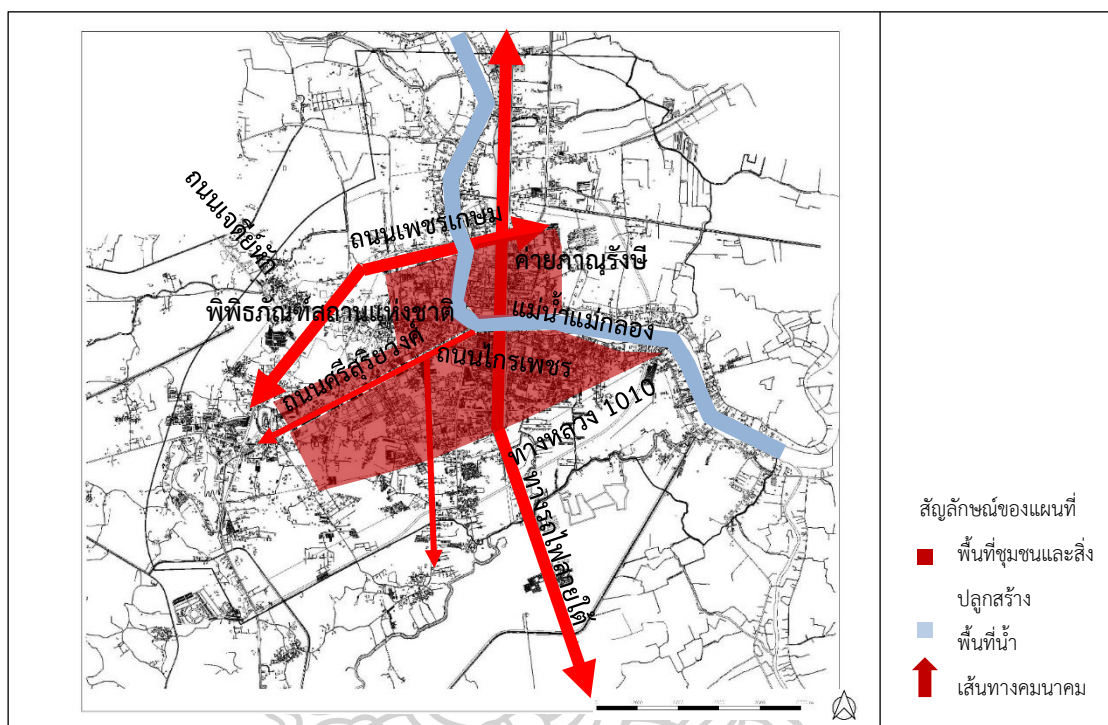 ถนนเจดีย์หัก
ถนนเพชรเกษม
ค่ายภาณุรังษี
พิพิธภัณฑ์สถานแห่งชาติ
แม่น้ำแม่กลอง
ถนนศรีสุริยวงศ์
ถนนไกรเพชร
ทางหลวง 1010
ทางรถไฟสายใต้
สัญลักษณ์ของแผนที่
พื้นที่ชุมชนและสิ่ง
ปลูกสร้าง
พื้นที่น้ำ
เส้นทางคมนาคม